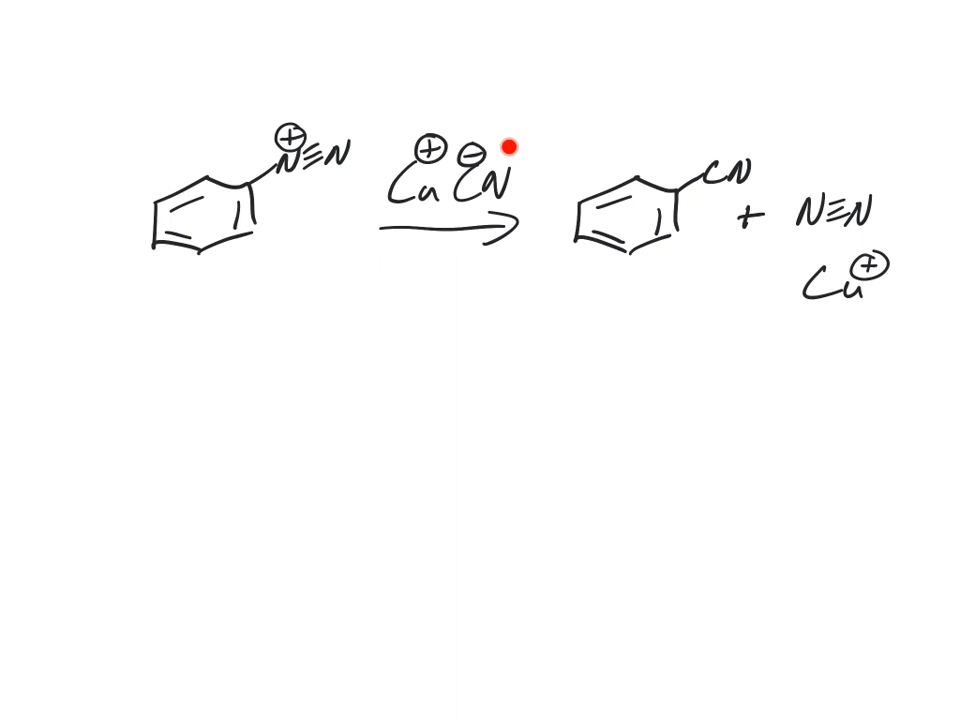 ⊕ ⊕ ⊖
N≡N Cu CN CN
+ N≡N
Cu⊕